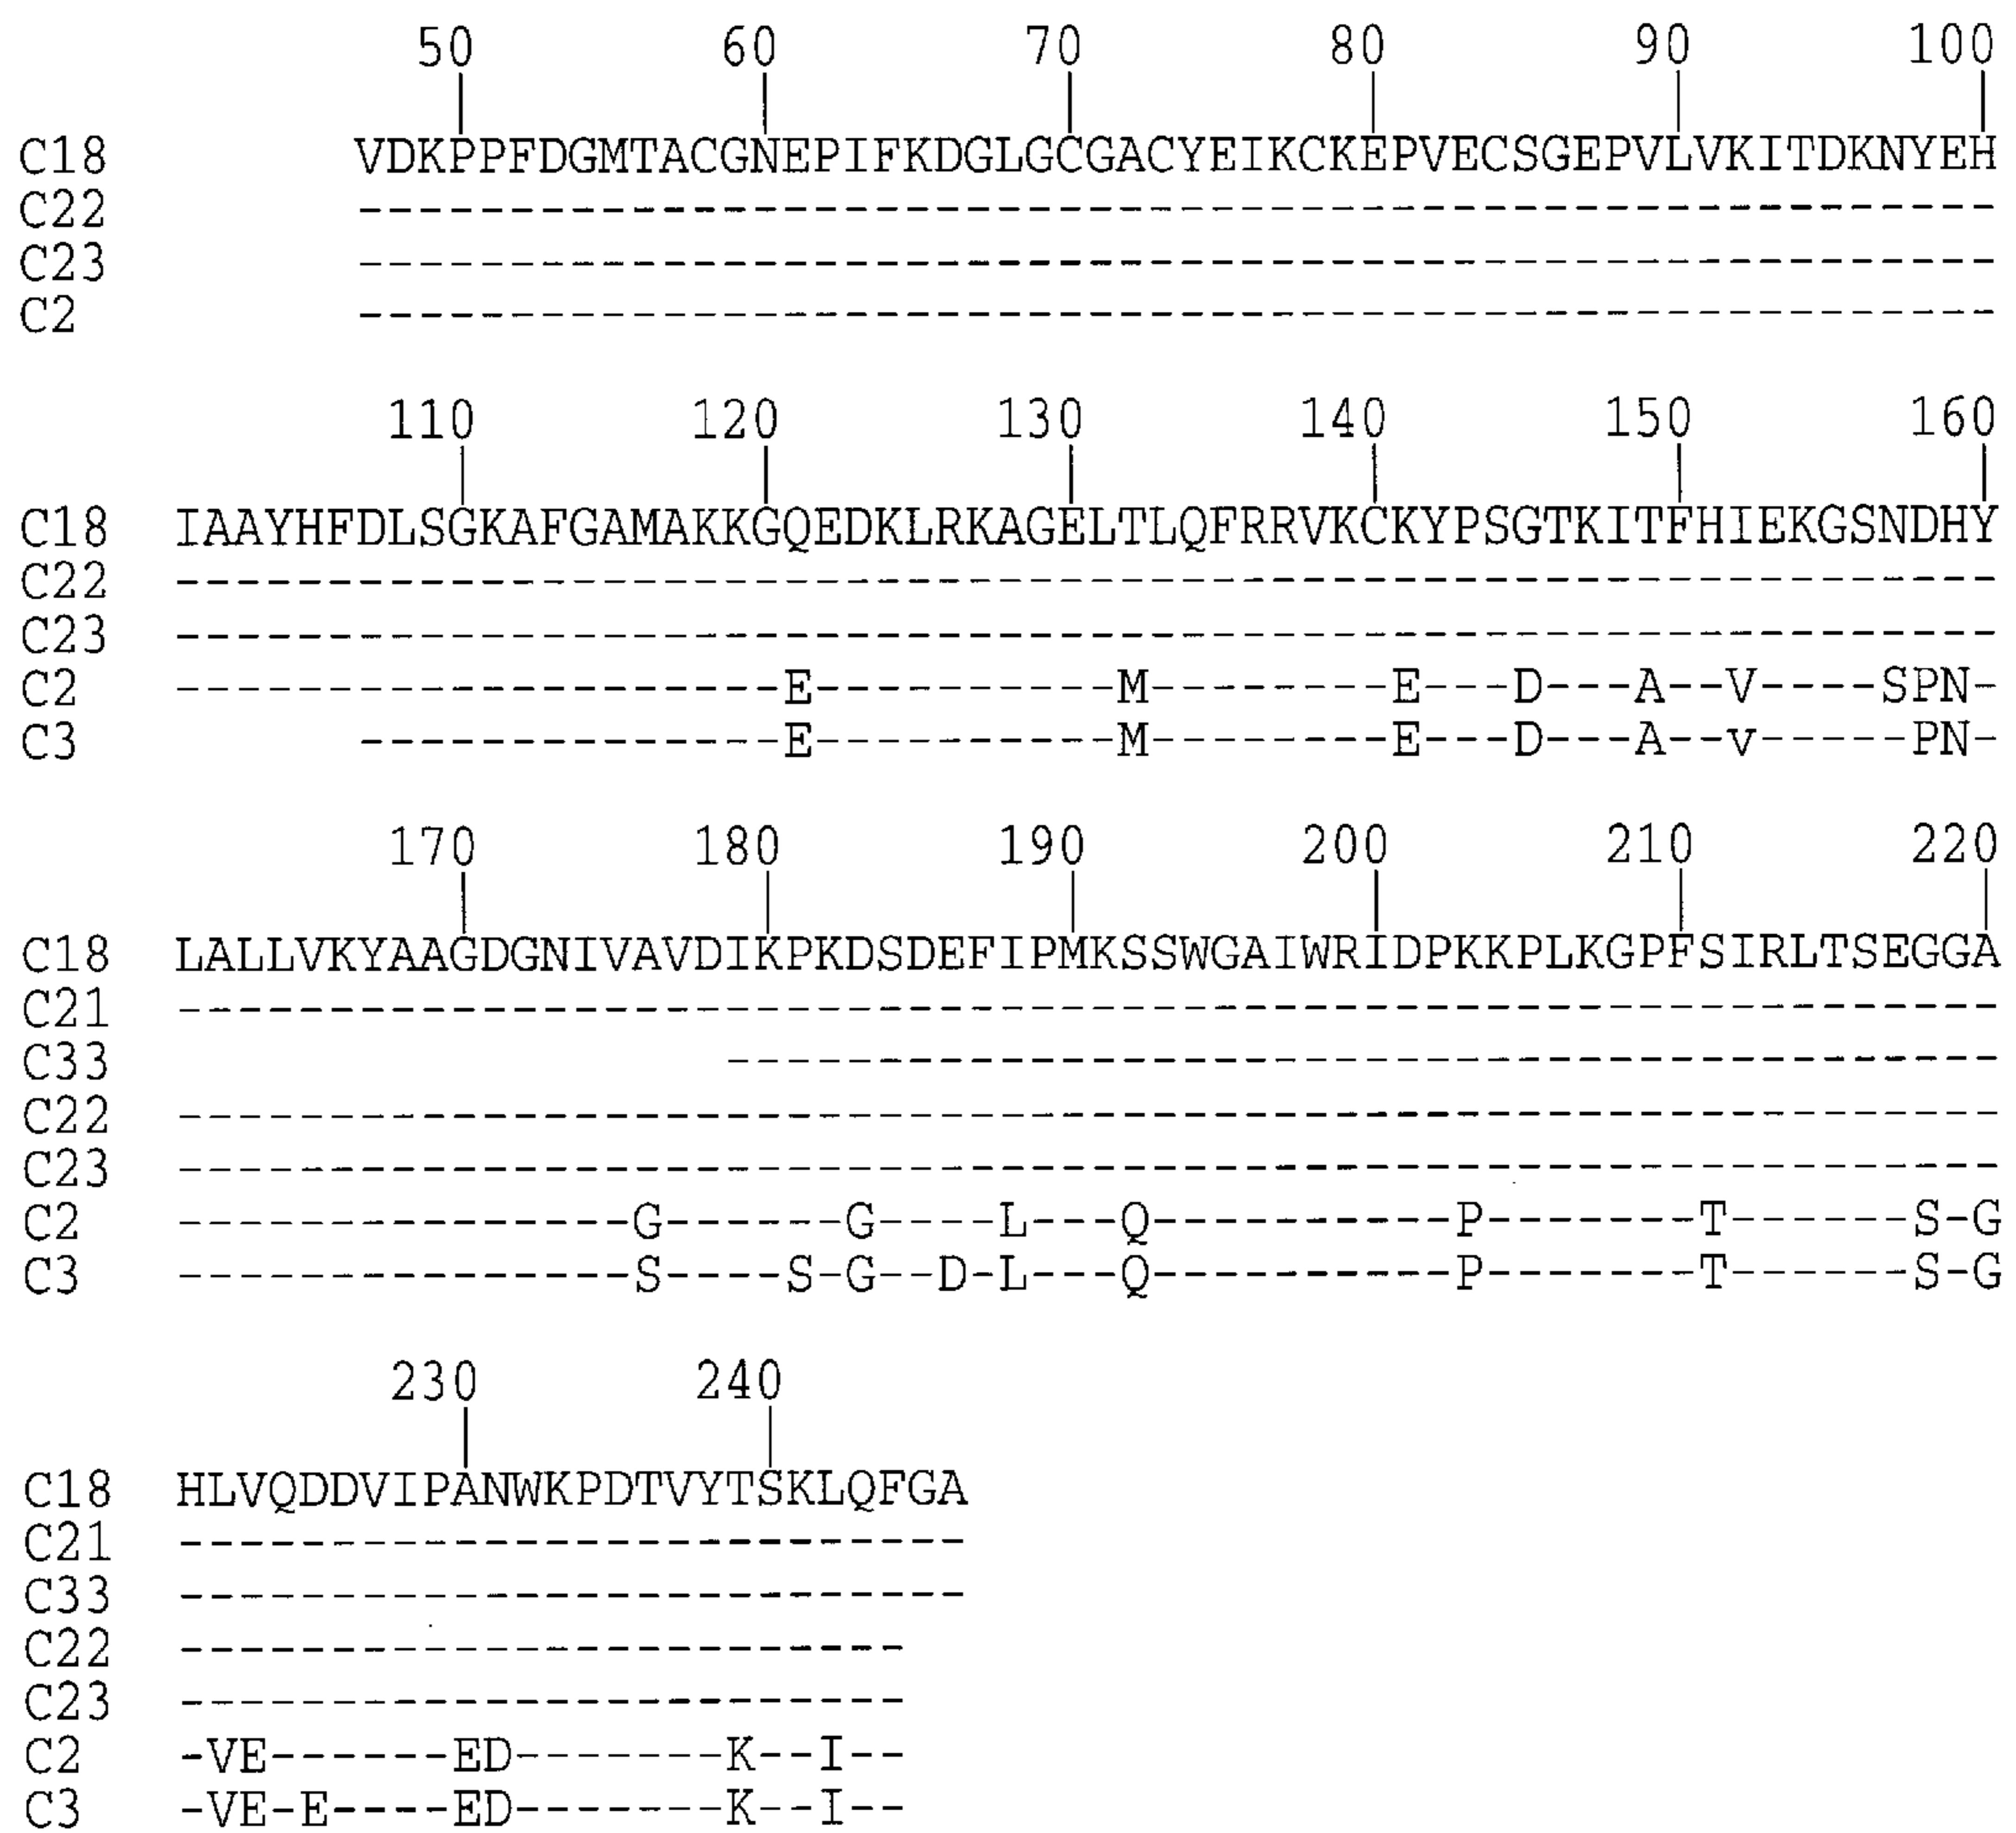 50 60 70 80 90 100
C18 VDKPPFDGMTACGNEPIFKDGLGCGACYEIKCKEPVECSGEPVLVKITDKNYEH
C22 ------------------------------------------------------
C23 ------------------------------------------------------
C2 ------------------------------------------------------
110 120 130 140 150 160
C18 IAAYHFDLSGKAFGAMAKKGQEDKLRKAGELTLQFRRVKCKYPSGTKITFHIEKGSNDHY
C22 ------------------------------------------------------------
C23 ------------------------------------------------------------
C2 --------------------E----------M--------E---D---A--V----SPN-
C3 --------------E----------M--------E---D---A--v-----PN-
170 180 190 200 210 220
C18 LALLVKYAAGDGNIVAVDIKPKDSDEFIPMKSSWGAIWRIDPKKPLKGPFSIRLTSEGGA
C21 ------------------------------------------------------------
C33 ------------------------------------------
C22 ------------------------------------------------------------
C23 ------------------------------------------------------------
C2 ---------------G------G----L---Q----------P-------T------S-G
C3 ---------------S----S-G--D-L---Q----------P-------T------S-G
230 240
C18 HLVQDDVIPANWKPDTVYTSKLQFGA
C21 --------------------------
C33 --------------------------
C22 ------------------------
C23 ------------------------
C2 -VE------ED-------K--I--
C3 -VE-E----ED-------K--I--